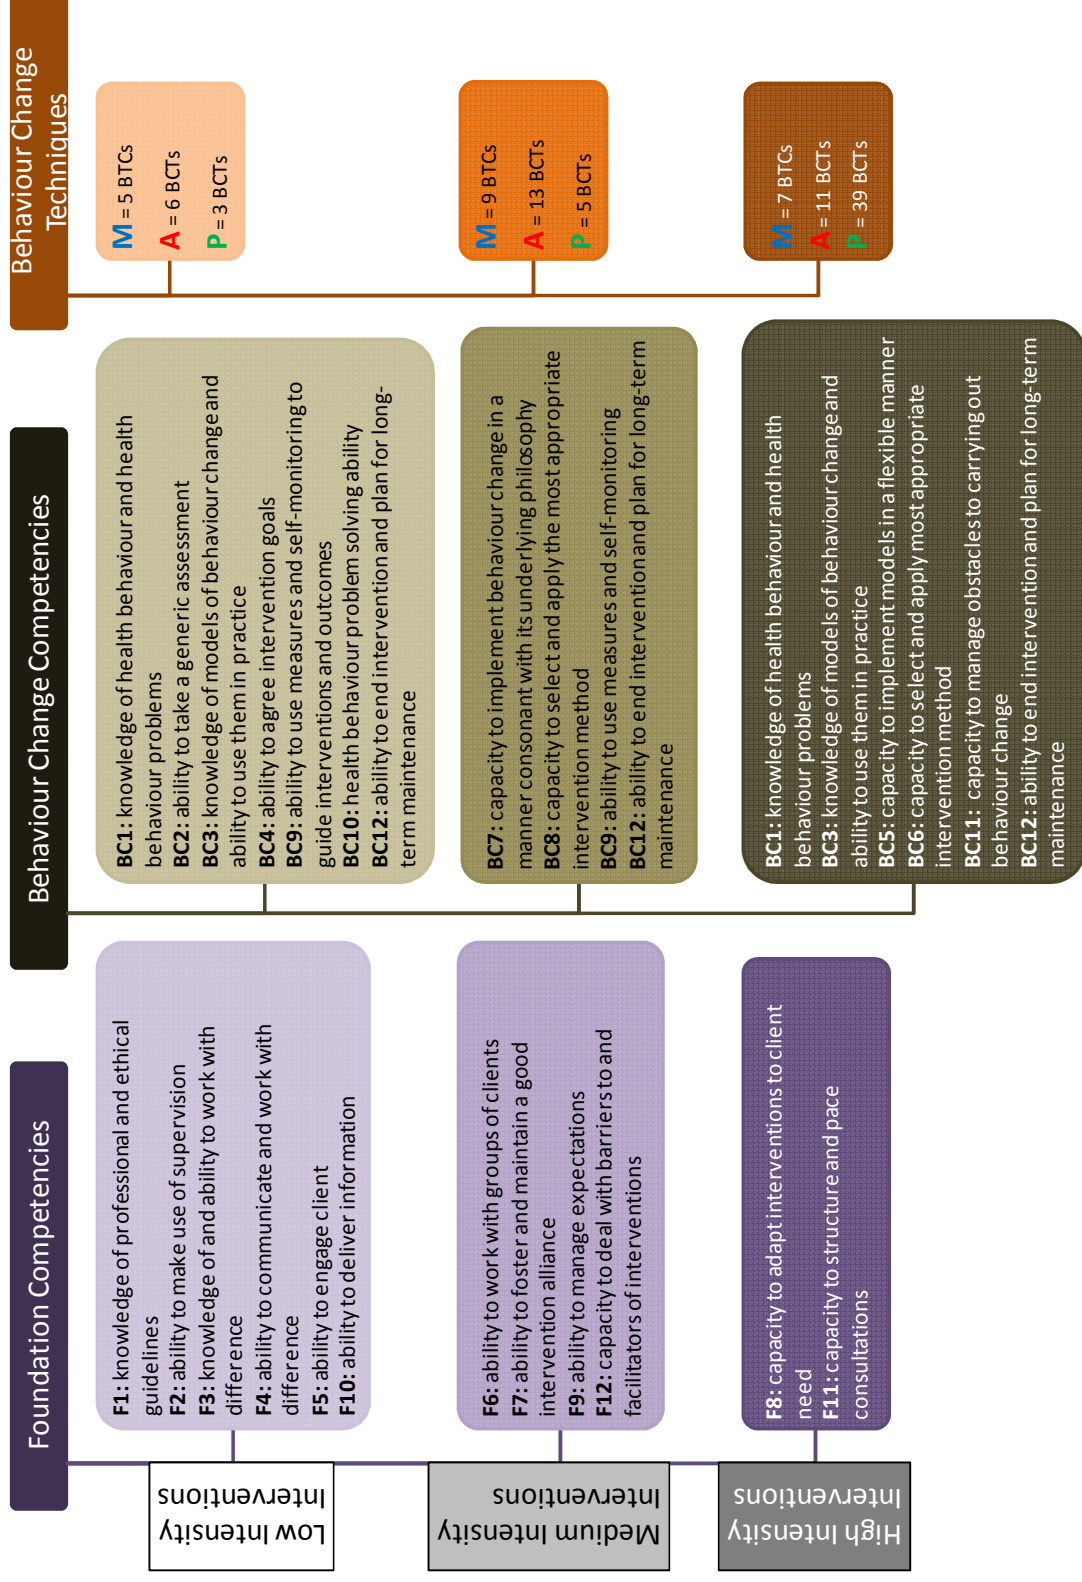 Foundation Competencies
Behaviour Change Competencies
Behaviour Change
Techniques
Low Intensity
Interventions
F1: knowledge of professional and ethical
guidelines
F2: ability to make use of supervision
F3: knowledge of and ability to work with
difference
F4: ability to communicate and work with
difference
F5: ability to engage client
F10: ability to deliver information
BC1: knowledge of health behaviour and health
behaviour problems
BC2: ability to take a generic assessment
BC3: knowledge of models of behaviour change and
ability to use them in practice
BC4: ability to agree intervention goals
BC9: ability to use measures and self-monitoring to
guide interventions and outcomes
BC10: health behaviour problem solving ability
BC12: ability to end intervention and plan for long-
term maintenance
M = 5 BTCs
A = 6 BCTs
P = 3 BCTs
Medium Intensity
Interventions
F6: ability to work with groups of clients
F7: ability to foster and maintain a good
intervention alliance
F9: ability to manage expectations
F12: capacity to deal with barriers to and
facilitators of interventions
BC7: capacity to implement behaviour change in a
manner consonant with its underlying philosophy
BC8: capacity to select and apply the most appropriate
intervention method
BC9: ability to use measures and self-monitoring
BC12: ability to end intervention and plan for long-term
maintenance
M = 9 BTCs
A = 13 BCTs
P = 5 BCTs
High Intensity
Interventions
F8: capacity to adapt interventions to client
need
F11: capacity to structure and pace
consultations
BC1: knowledge of health behaviour and health
behaviour problems
BC3: knowledge of models of behaviour change and
ability to use them in practice
BC5: capacity to implement models in a flexible manner
BC6: capacity to select and apply most appropriate
intervention method
BC11: capacity to manage obstacles to carrying out
behaviour change
BC12: ability to end intervention and plan for long-term
maintenance
M = 7 BTCs
A = 11 BCTs
P = 39 BCTs